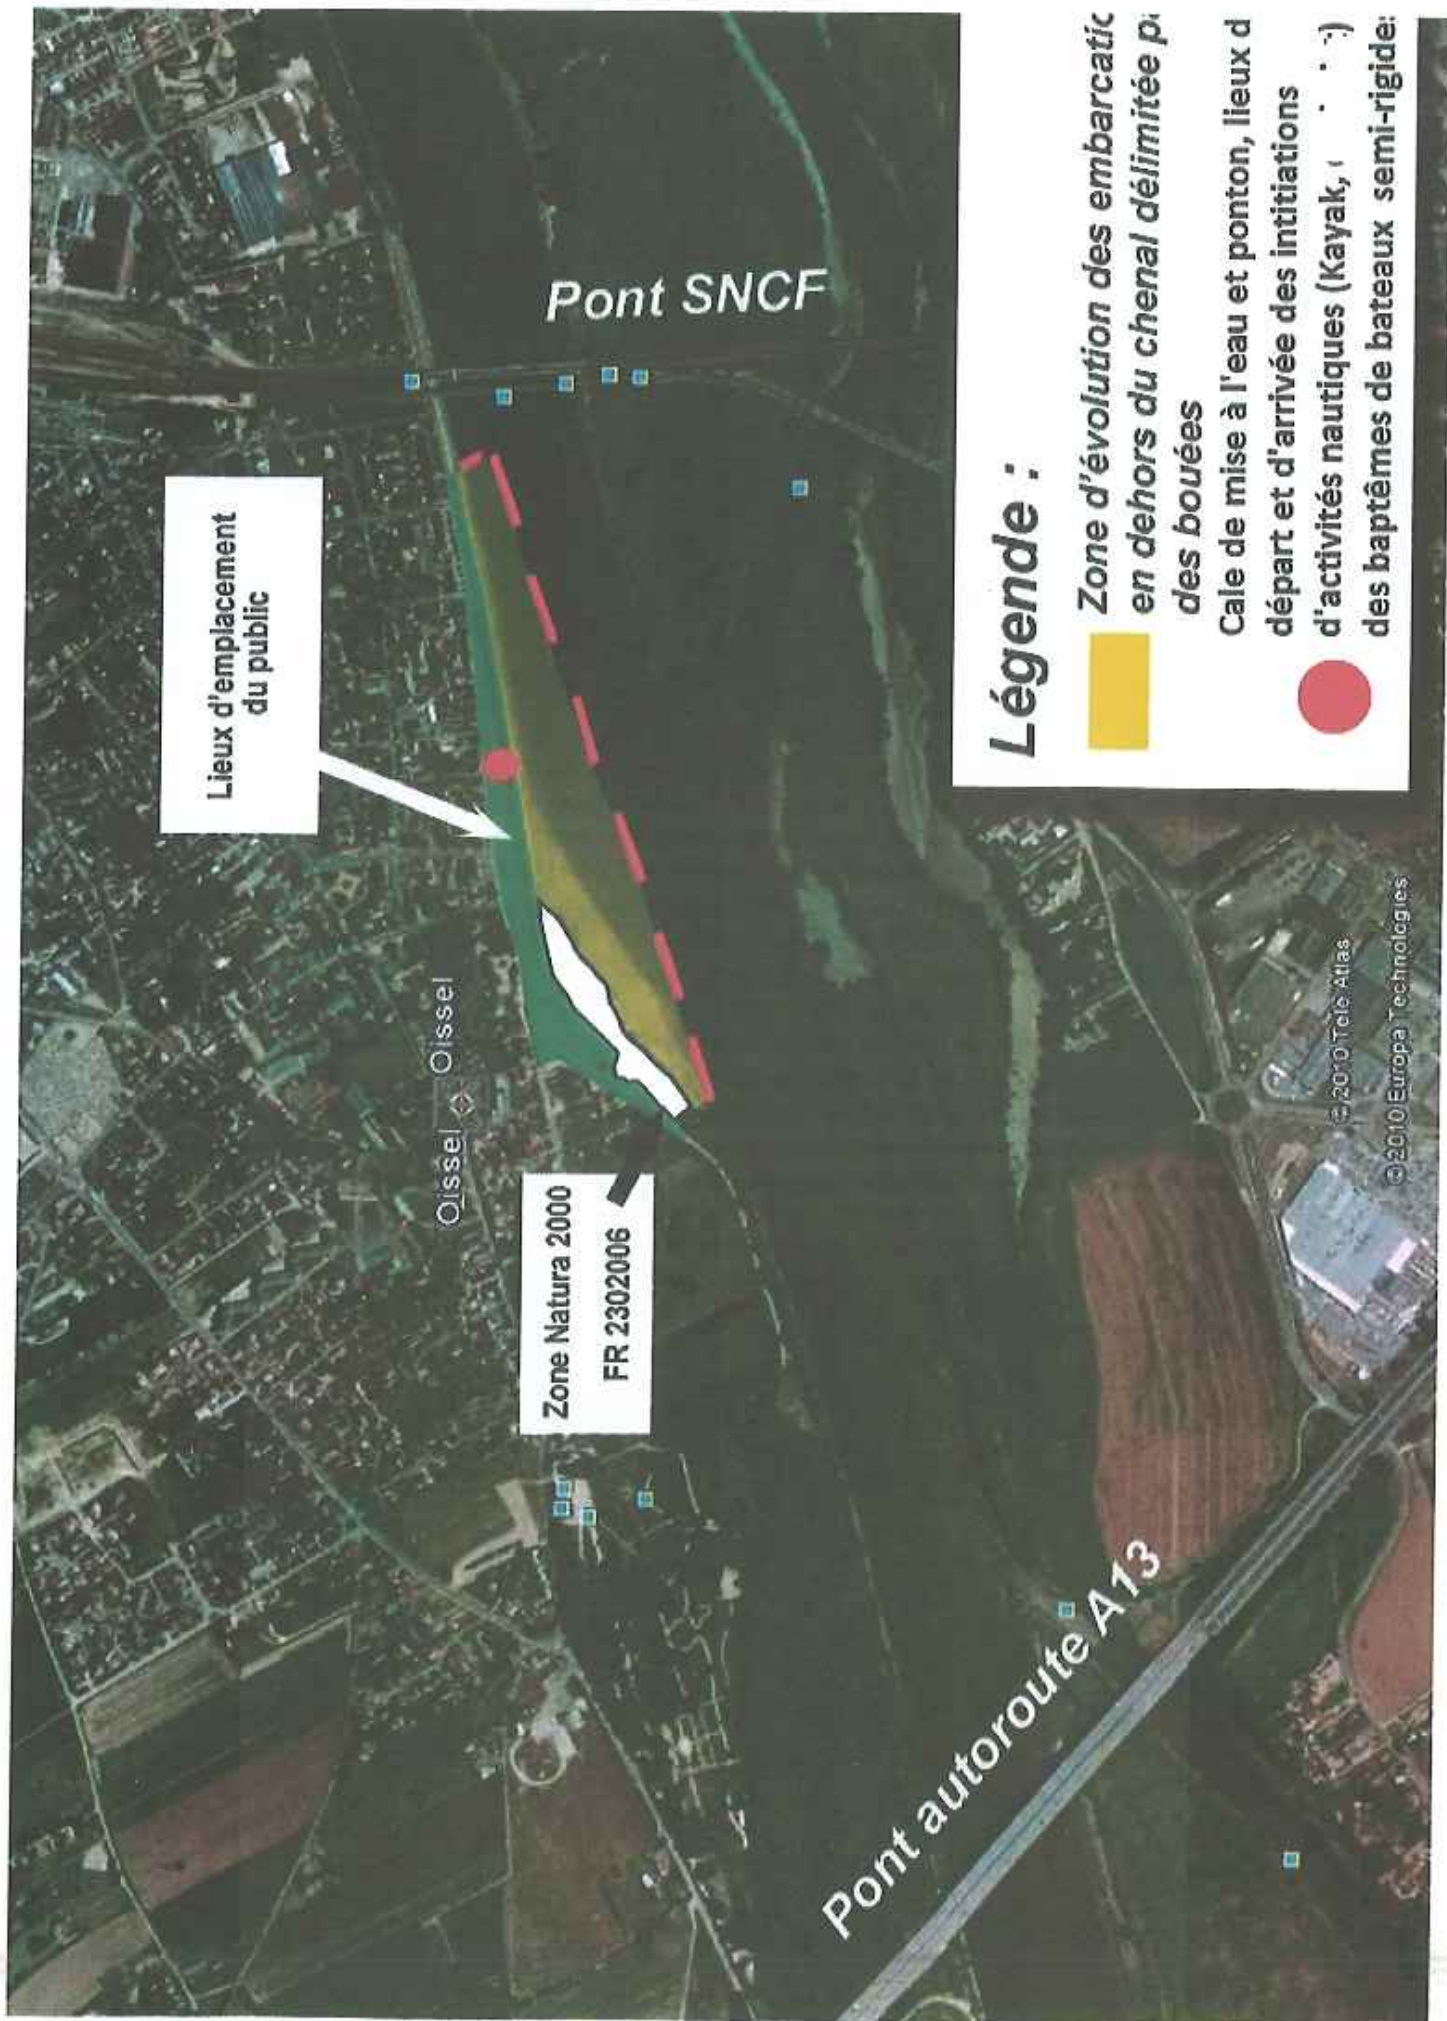 Lieux d'emplacement
du public
Pont SNCF
Oissel Oissel
Zone Natura 2000
FR 2302006
Pont autoroute A13
Légende :
Zone d'évolution des
en dehors du chenal délimitée
des bouées
Cale de mise à l'eau et ponton, lieux d
départ et d'arrivée des intitiations
d'activités nautiques (Kayak,
des baptêmes de bateaux semi-rigides
© 2010 Tele Atlas
© 2010 Europa Technologies